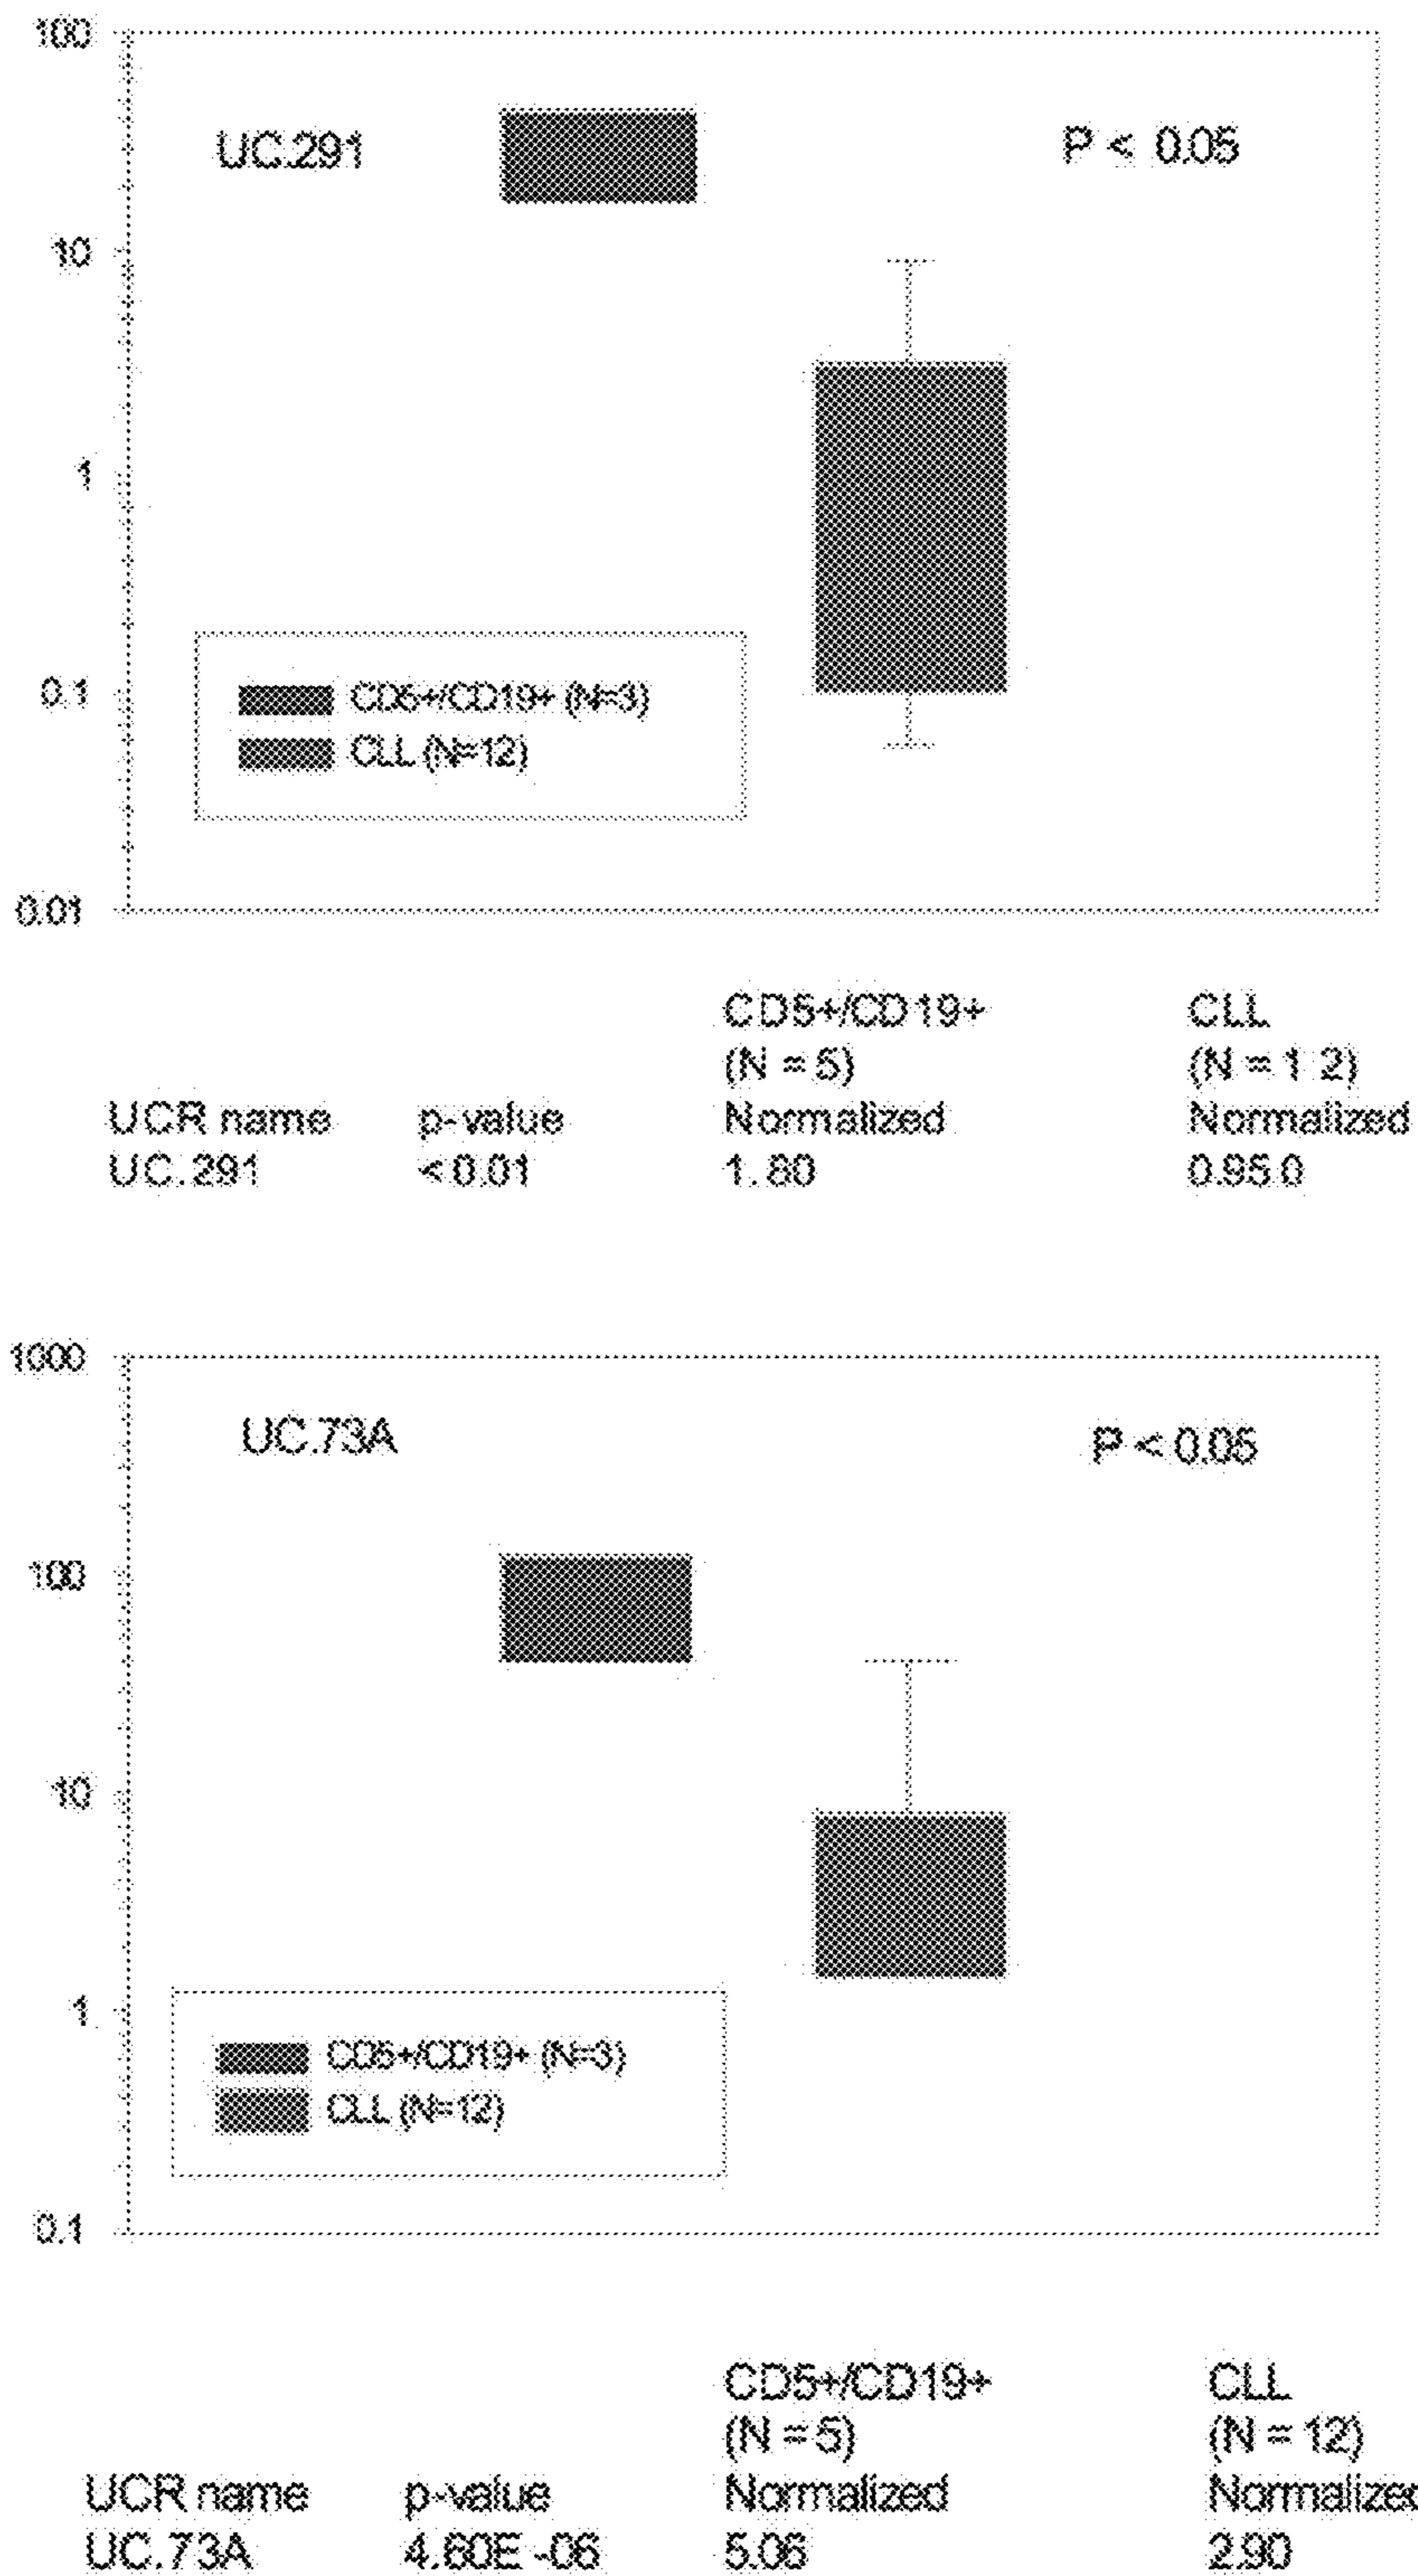 100
UC.291
P < 0.05
10
1
0.1
CD5+/CD19+ (N=3)
CLL (N=12)
0.01
CD5+/CD19+ CLL
(N = 5) (N = 1 2)
UCR name p-value Normalized Normalized
UC.291 <0.01 1.80 0.95 0
1000
UC.73A
P < 0.05
100
10
1
CD5+/CD19+ (N=3)
CLL (N=12)
0.1
CD5+/CD19+ CLL
(N = 5) (N = 12)
UCR name p-value Normalized Normalized
UC.73A 4.60E -06 5.06 2.90